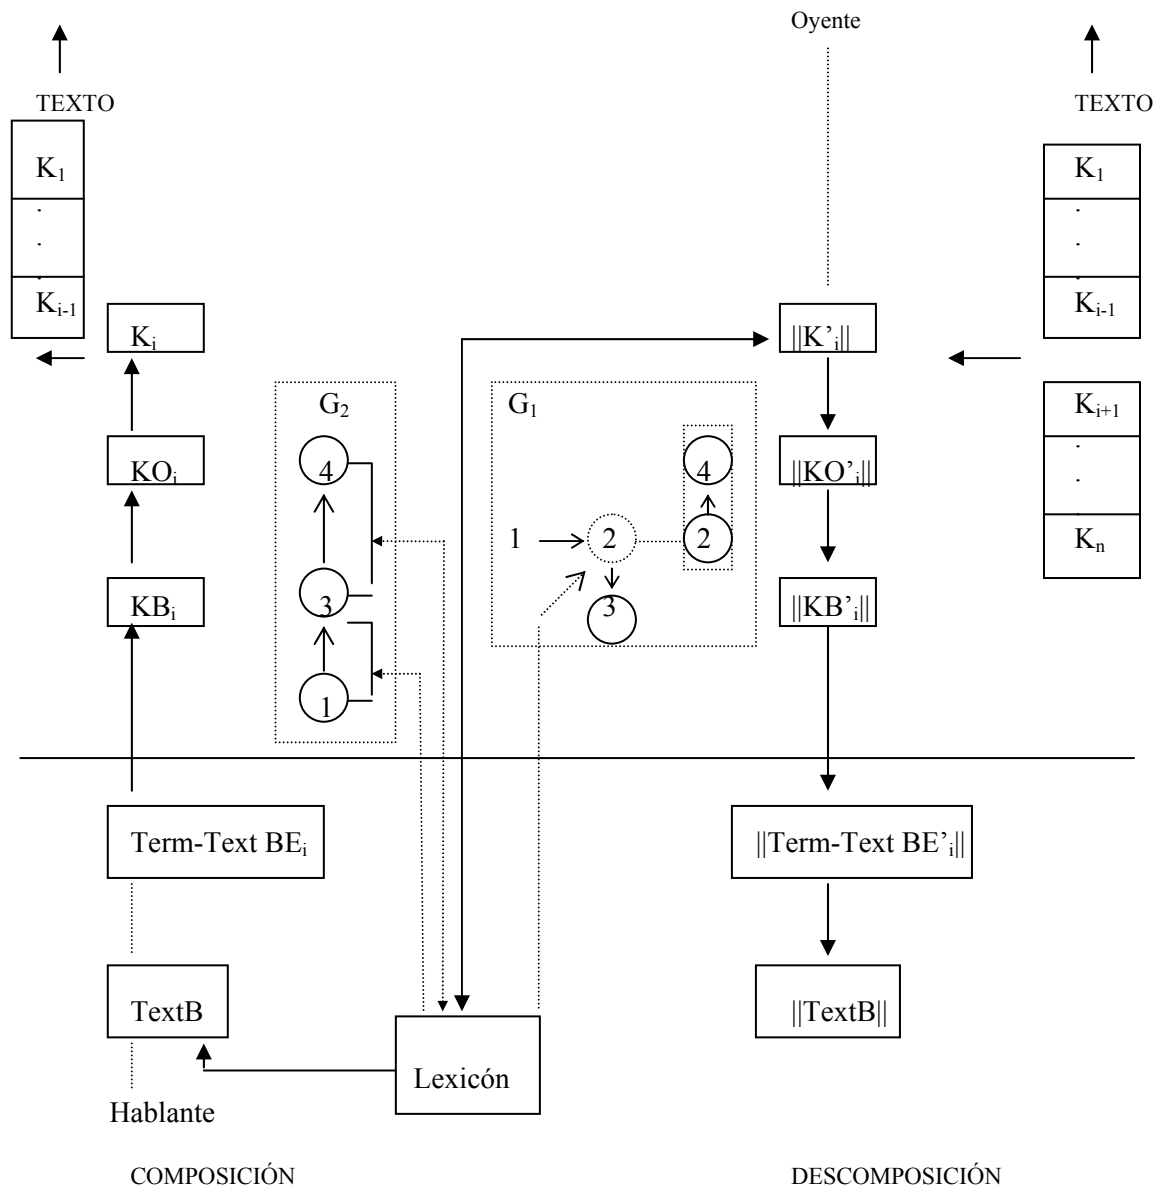 Oyente
TEXTO
TEXTO
K₁
K₁
.
.
.
.
.
.
Kᵢ₋₁
Kᵢ₋₁
Kᵢ
||K’ᵢ||
G₂
G₁
Kᵢ₊₁
4
4
KOᵢ
||KO’ᵢ||
.
.
1
2
2
Kₙ
3
3
KBᵢ
||KB’ᵢ||
1
Term-Text BEᵢ
||Term-Text BE’ᵢ||
TextB
||TextB||
Lexicón
Hablante
COMPOSICIÓN
DESCOMPOSICIÓN